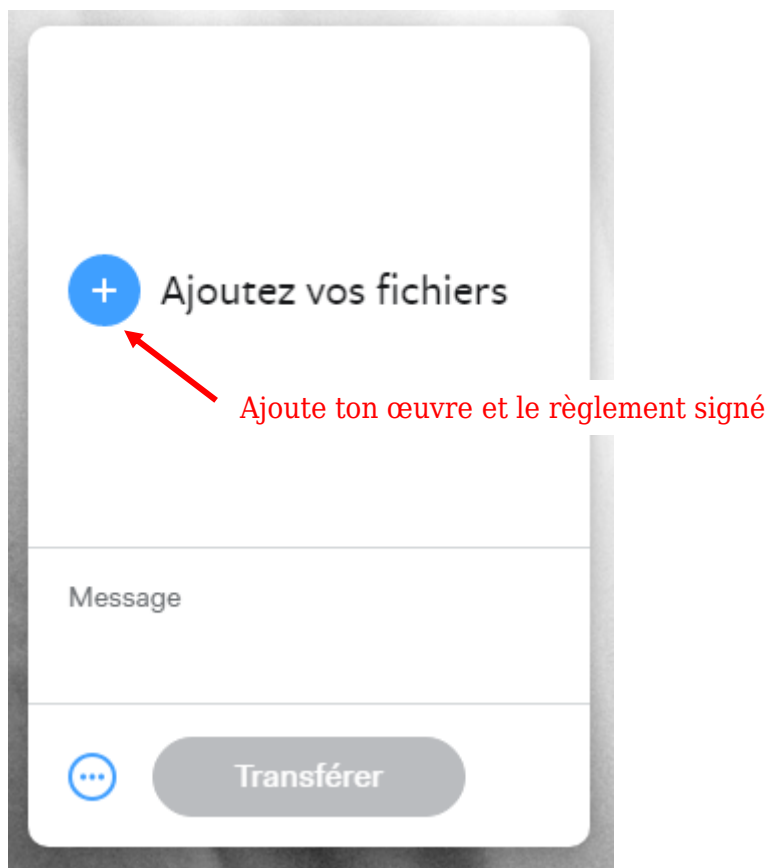 Ajoutez vos fichiers
Ajoute ton œuvre et le règlement signé
Message
Transférer